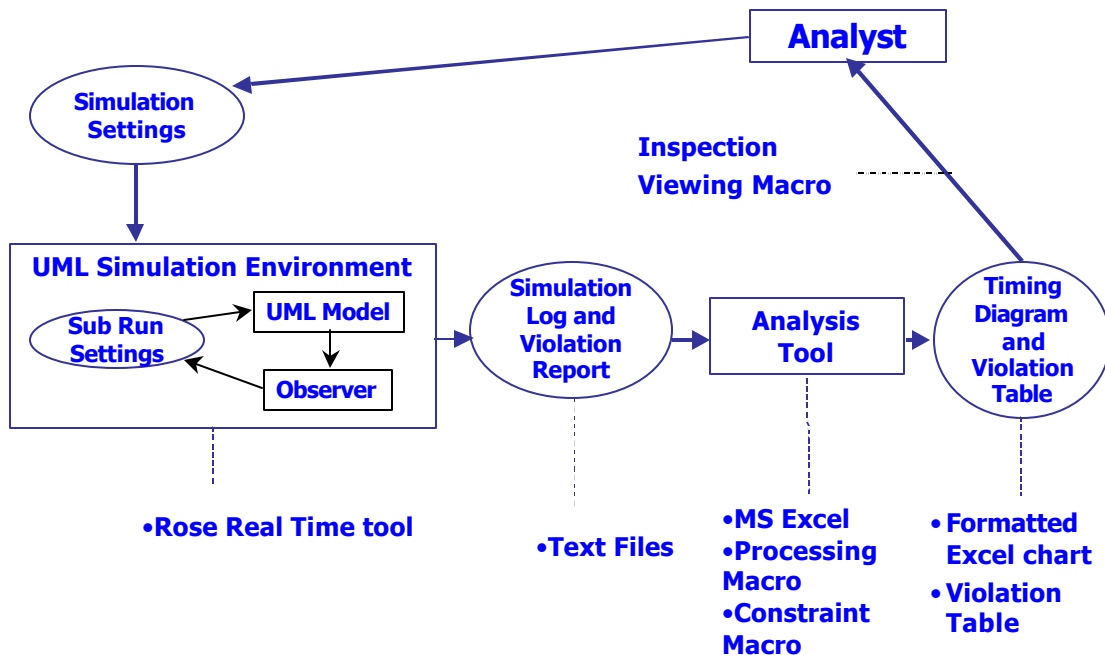 Analyst
Simulation
Settings
Inspection
Viewing Macro
UML Simulation Environment
Sub Run
Settings
UML Model
Observer
Simulation
Log and
Violation
Report
Analysis
Tool
Timing
Diagram
and
Violation
Table
•Rose Real Time tool
•Text Files
•MS Excel
•Processing
Macro
•Constraint
Macro
• Formatted
Excel chart
• Violation
Table